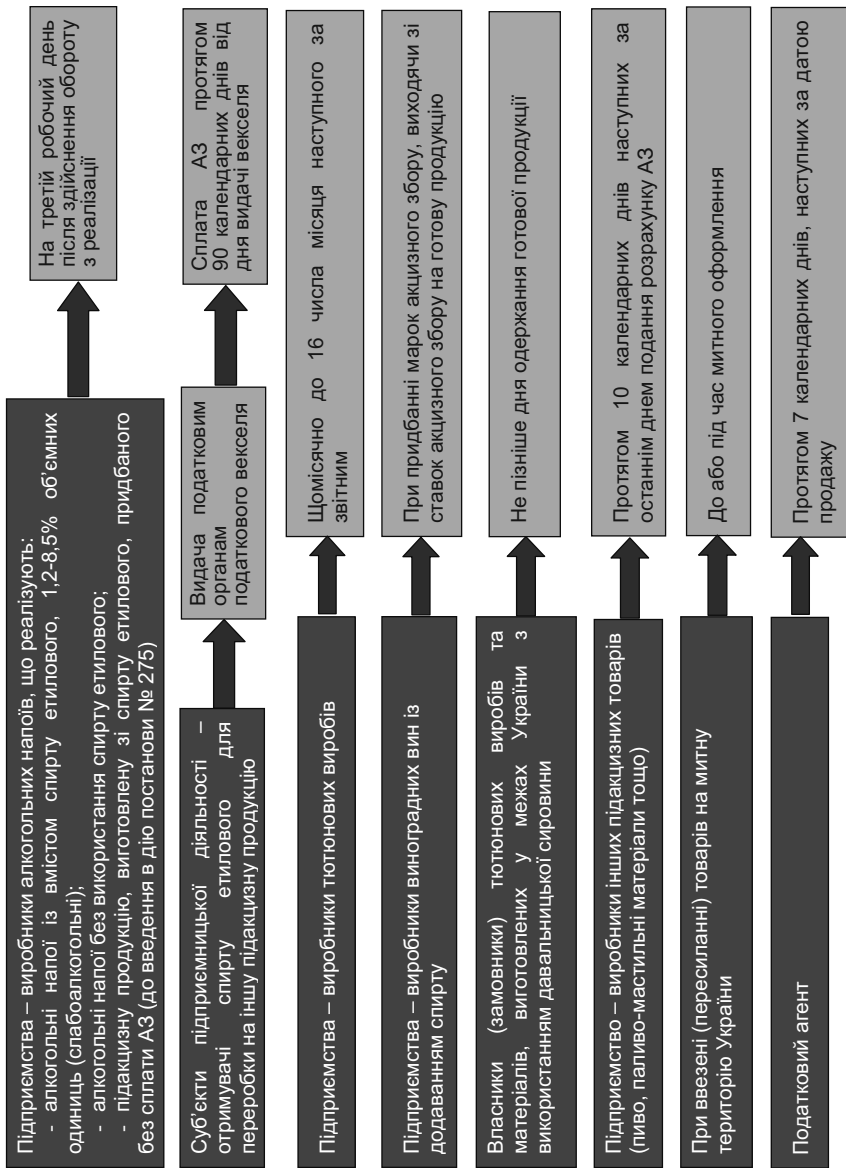 Підприємства – виробники алкогольних напоїв, що реалізують:
- алкогольні напої із вмістом спирту етилового, 1,2-8,5% об'ємних
одиниць (слабоалкогольні);
- алкогольні напої без використання спирту етилового;
- підакцизну продукцію, виготовлену зі спирту етилового, придбаного
без сплати АЗ (до введення в дію постанови № 275)
На третій робочий день
після здійснення обороту
з реалізації
Суб'єкти підприємницької діяльності –
отримувачі спирту етилового для
переробки на іншу підакцизну продукцію
Видача податковим
органам
податкового векселя
Сплата АЗ протягом
90 календарних днів від
дня видачі векселя
Підприємства – виробники тютюнових виробів
Щомісячно до 16 числа місяця наступного за
звітним
Підприємства – виробники виноградних вин із
додаванням спирту
При придбанні марок акцизного збору, виходячи зі
ставок акцизного збору на готову продукцію
Власники (замовники) тютюнових виробів та
матеріалів, виготовлених у межах України з
використанням давальницької сировини
Не пізніше дня одержання готової продукції
Підприємство – виробники інших підакцизних товарів
(пиво, паливо-мастильні матеріали тощо)
Протягом 10 календарних днів наступних за
останнім днем подання розрахунку АЗ
При ввезені (пересиланні) товарів на митну
територію України
До або під час митного оформлення
Податковий агент
Протягом 7 календарних днів, наступних за датою
продажу